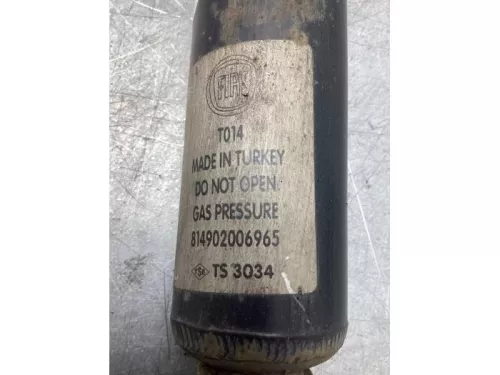 FIAT
T014
MADE IN TURKEY
DO NOT OPEN
GAS PRESSURE
814902006965
TSE TS 3034